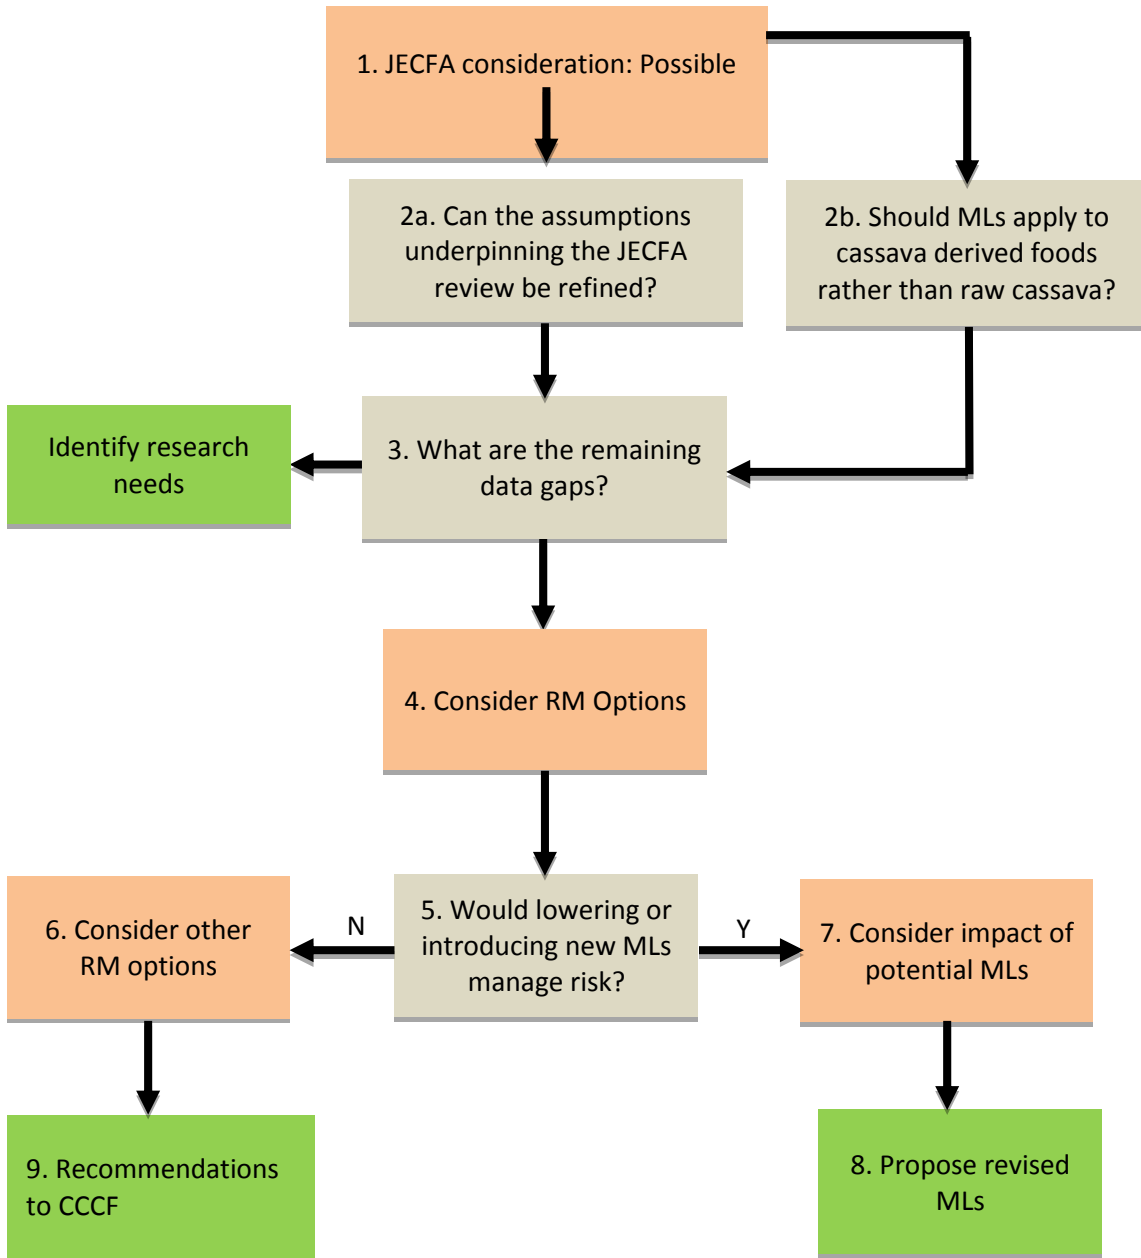 1. JECFA consideration: Possible
2a. Can the assumptions
underpinning the JECFA
review be refined?
2b. Should MLs apply to
cassava derived foods
rather than raw cassava?
Identify research
needs
3. What are the remaining
data gaps?
4. Consider RM Options
6. Consider other
RM options
N
5. Would lowering or
introducing new MLs
manage risk?
Y
7. Consider impact of
potential MLs
9. Recommendations
to CCCF
8. Propose revised
MLs